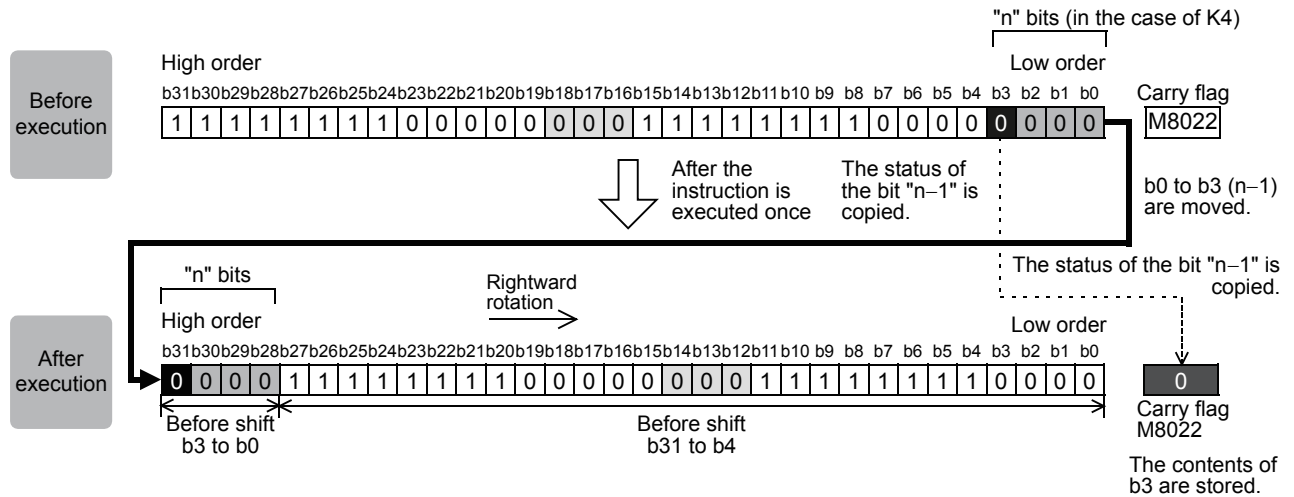 "n" bits (in the case of K4)
High order
Low order
b31b30b29b28b27b26b25b24b23b22b21b20b19b18b17b16b15b14b13b12b11b10 b9 b8 b7 b6 b5 b4 b3 b2 b1 b0
Carry flag
Before
execution
1 1 1 1 1 1 1 1 0 0 0 0 0 0 0 0 1 1 1 1 1 1 1 1 0 0 0 0 0 0 0 0
M8022
After the
instruction is
executed once
The status of
the bit "n−1" is
copied.
b0 to b3 (n−1)
are moved.
"n" bits
Rightward
rotation
The status of the bit "n−1" is
copied.
High order
Low order
b31b30b29b28b27b26b25b24b23b22b21b20b19b18b17b16b15b14b13b12b11b10 b9 b8 b7 b6 b5 b4 b3 b2 b1 b0
After
execution
0 0 0 0 1 1 1 1 1 1 1 1 0 0 0 0 0 0 0 0 1 1 1 1 1 1 1 1 0 0 0 0
0
Before shift
b3 to b0
Before shift
b31 to b4
Carry flag
M8022
The contents of
b3 are stored.